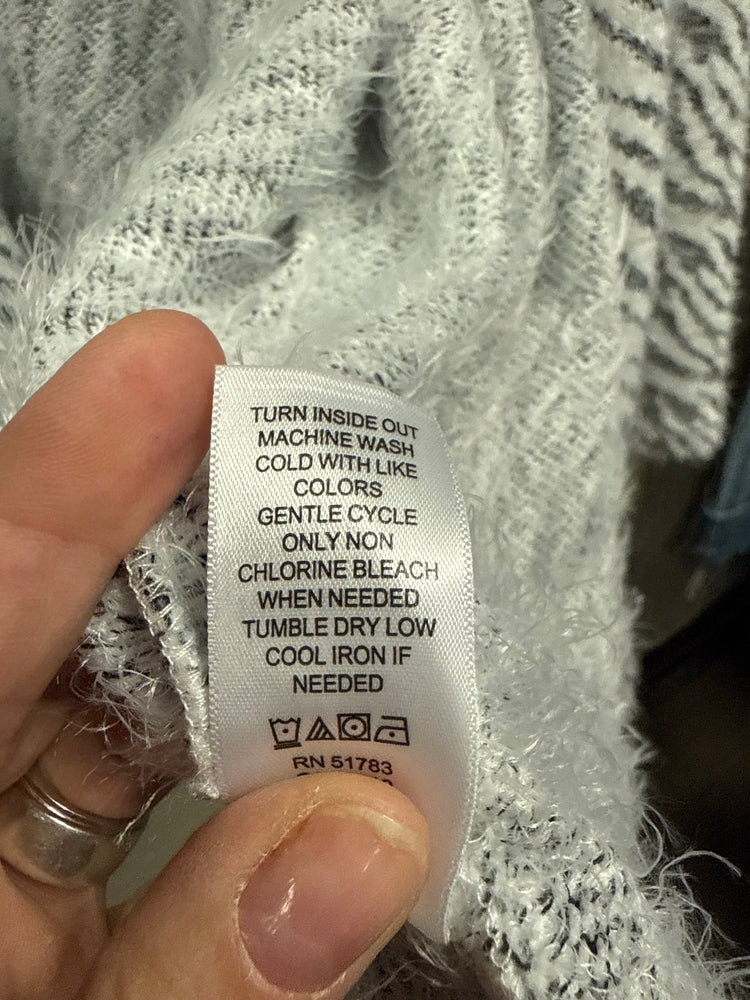 TURN INSIDE OUT
MACHINE WASH
COLD WITH LIKE
COLORS
GENTLE CYCLE
ONLY NON
CHLORINE BLEACH
WHEN NEEDED
TUMBLE DRY LOW
COOL IRON IF
NEEDED
RN 51783